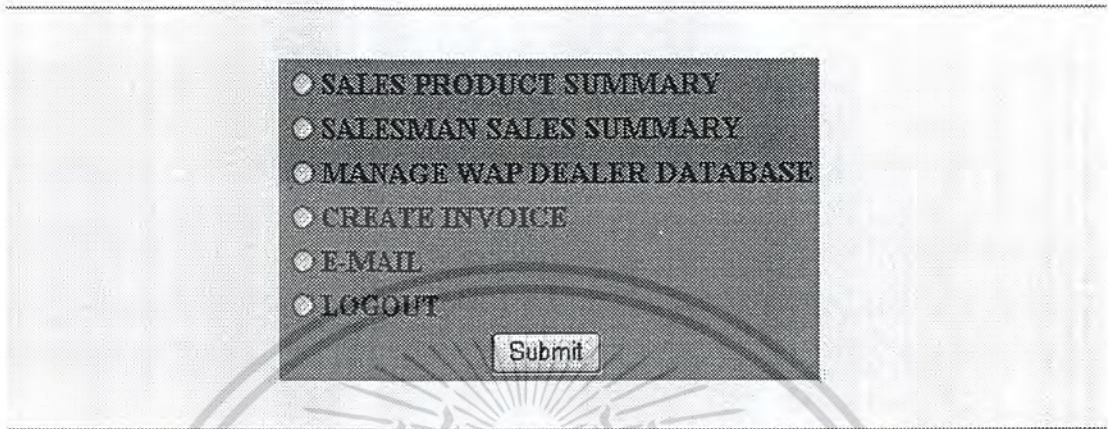 SALES PRODUCT SUMMARY
SALESMAN SALES SUMMARY
MANAGE WAP DEALER DATABASE
CREATE INVOICE
E-MAIL
LOGOUT
Submit